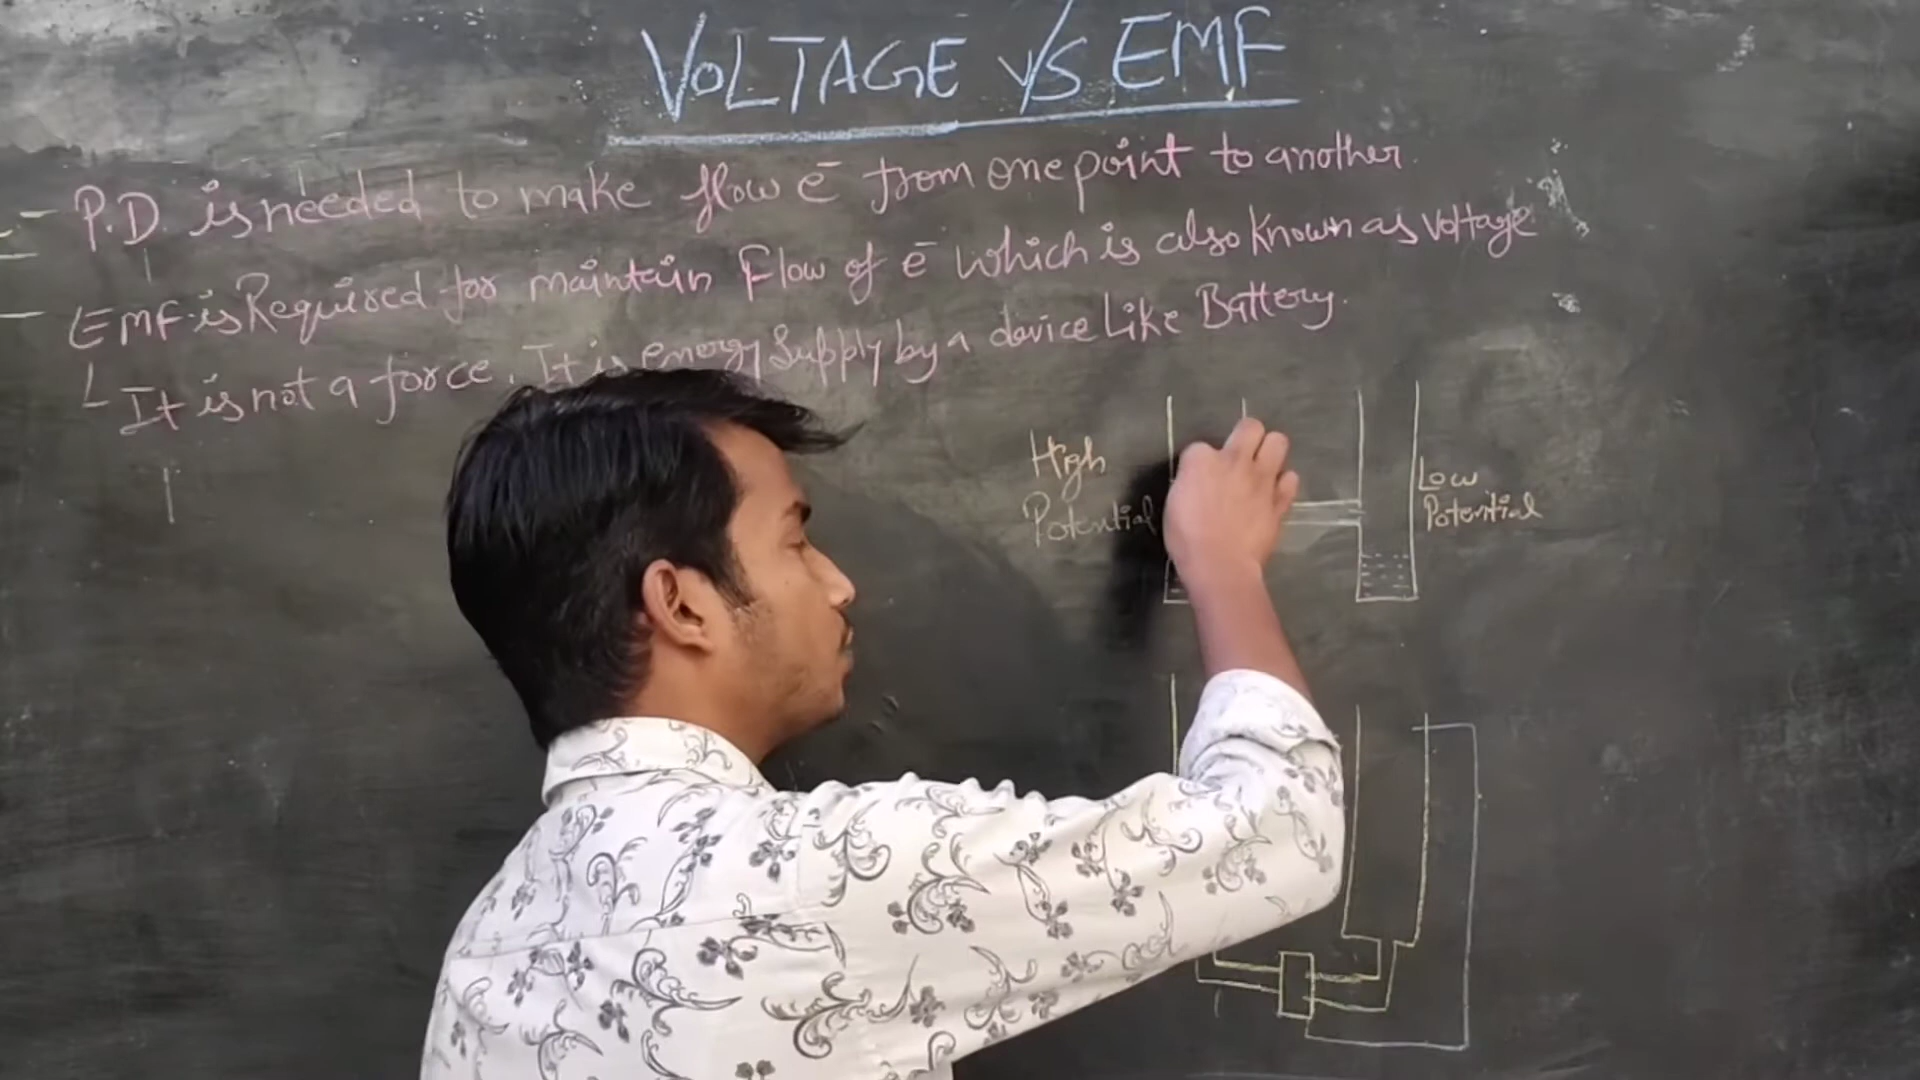 VOLTAGE V/S EMF
P.D. is needed to make flow e⁻ from one point to another.
EMF is Required for maintain Flow of e⁻ which is also known as Voltage
It is not a force. It is energy Supply by a device Like Battery.
High
Potential
Low
Potential